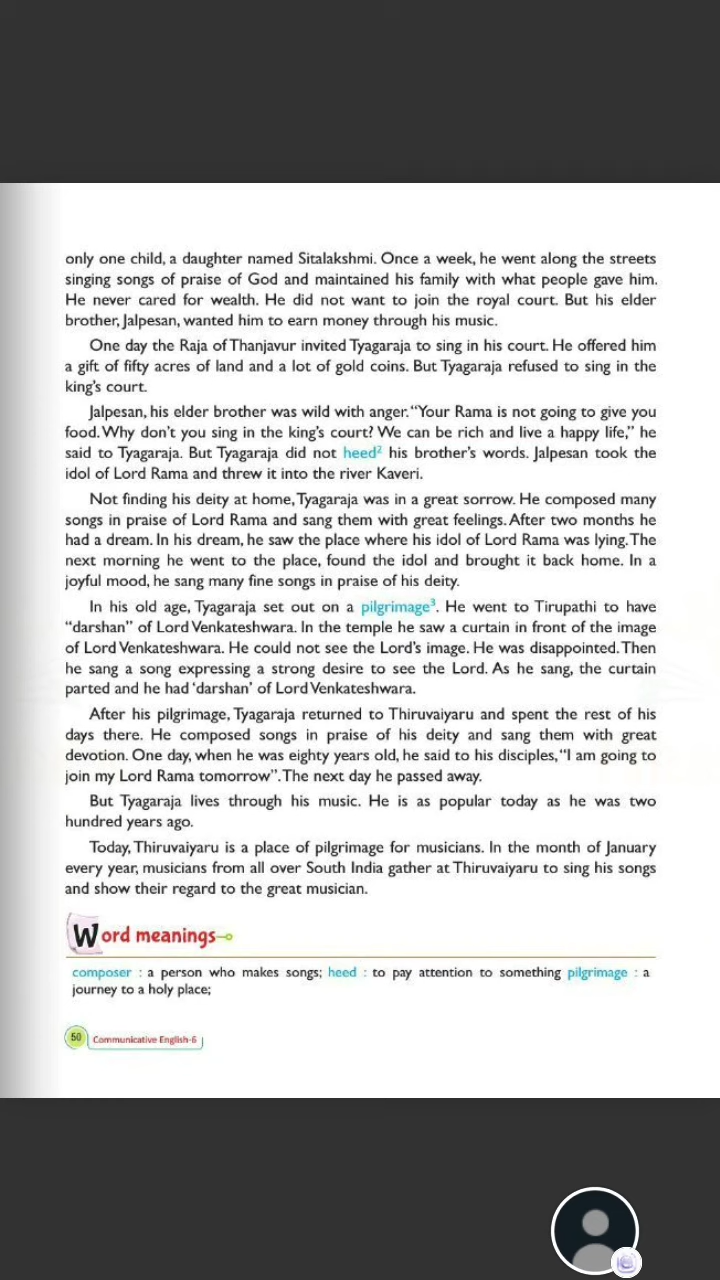 only one child, a daughter named Sitalakshmi. Once a week, he went along the streets
singing songs of praise of God and maintained his family with what people gave him.
He never cared for wealth. He did not want to join the royal court. But his elder
brother, Jalpesan, wanted him to earn money through his music.
One day the Raja of Thanjavur invited Tyagaraja to sing in his court. He offered him
a gift of fifty acres of land and a lot of gold coins. But Tyagaraja refused to sing in the
king's court.
Jalpesan, his elder brother was wild with anger. "Your Rama is not going to give you
food. Why don't you sing in the king's court? We can be rich and live a happy life," he
said to Tyagaraja. But Tyagaraja did not heed² his brother's words. Jalpesan took the
idol of Lord Rama and threw it into the river Kaveri.
Not finding his deity at home, Tyagaraja was in a great sorrow. He composed many
songs in praise of Lord Rama and sang them with great feelings. After two months he
had a dream. In his dream, he saw the place where his idol of Lord Rama was lying. The
next morning he went to the place, found the idol and brought it back home. In a
joyful mood, he sang many fine songs in praise of his deity.
In his old age, Tyagaraja set out on a pilgrimage³. He went to Tirupathi to have
"darshan" of Lord Venkateshwara. In the temple he saw a curtain in front of the image
of Lord Venkateshwara. He could not see the Lord's image. He was disappointed. Then
he sang a song expressing a strong desire to see the Lord. As he sang, the curtain
parted and he had 'darshan' of Lord Venkateshwara.
After his pilgrimage, Tyagaraja returned to Thiruvaiyaru and spent the rest of his
days there. He composed songs in praise of his deity and sang them with great
devotion. One day, when he was eighty years old, he said to his disciples, "I am going to
join my Lord Rama tomorrow". The next day he passed away.
But Tyagaraja lives through his music. He is as popular today as he was two
hundred years ago.
Today, Thiruvaiyaru is a place of pilgrimage for musicians. In the month of January
every year, musicians from all over South India gather at Thiruvaiyaru to sing his songs
and show their regard to the great musician.
Word meanings
composer : a person who makes songs; heed : to pay attention to something pilgrimage : a
journey to a holy place;
50 Communicative English-6